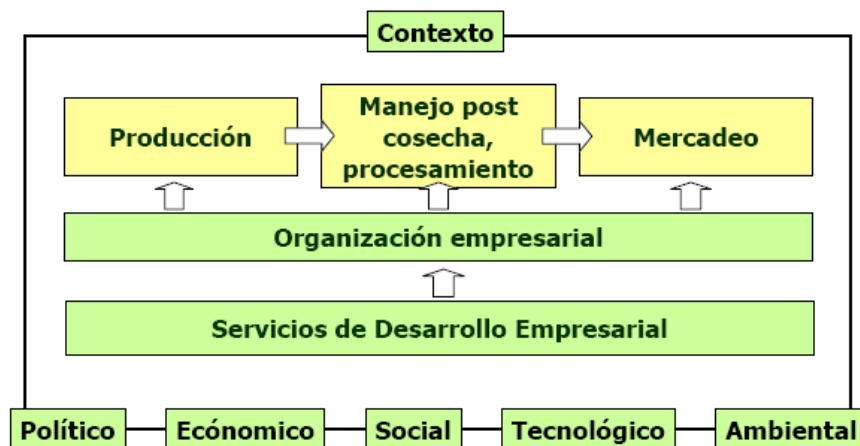 Contexto
Producción
Manejo post
cosecha,
procesamiento
Mercadeo
Organización empresarial
Servicios de Desarrollo Empresarial
Político
Ecónomico
Social
Tecnológico
Ambiental